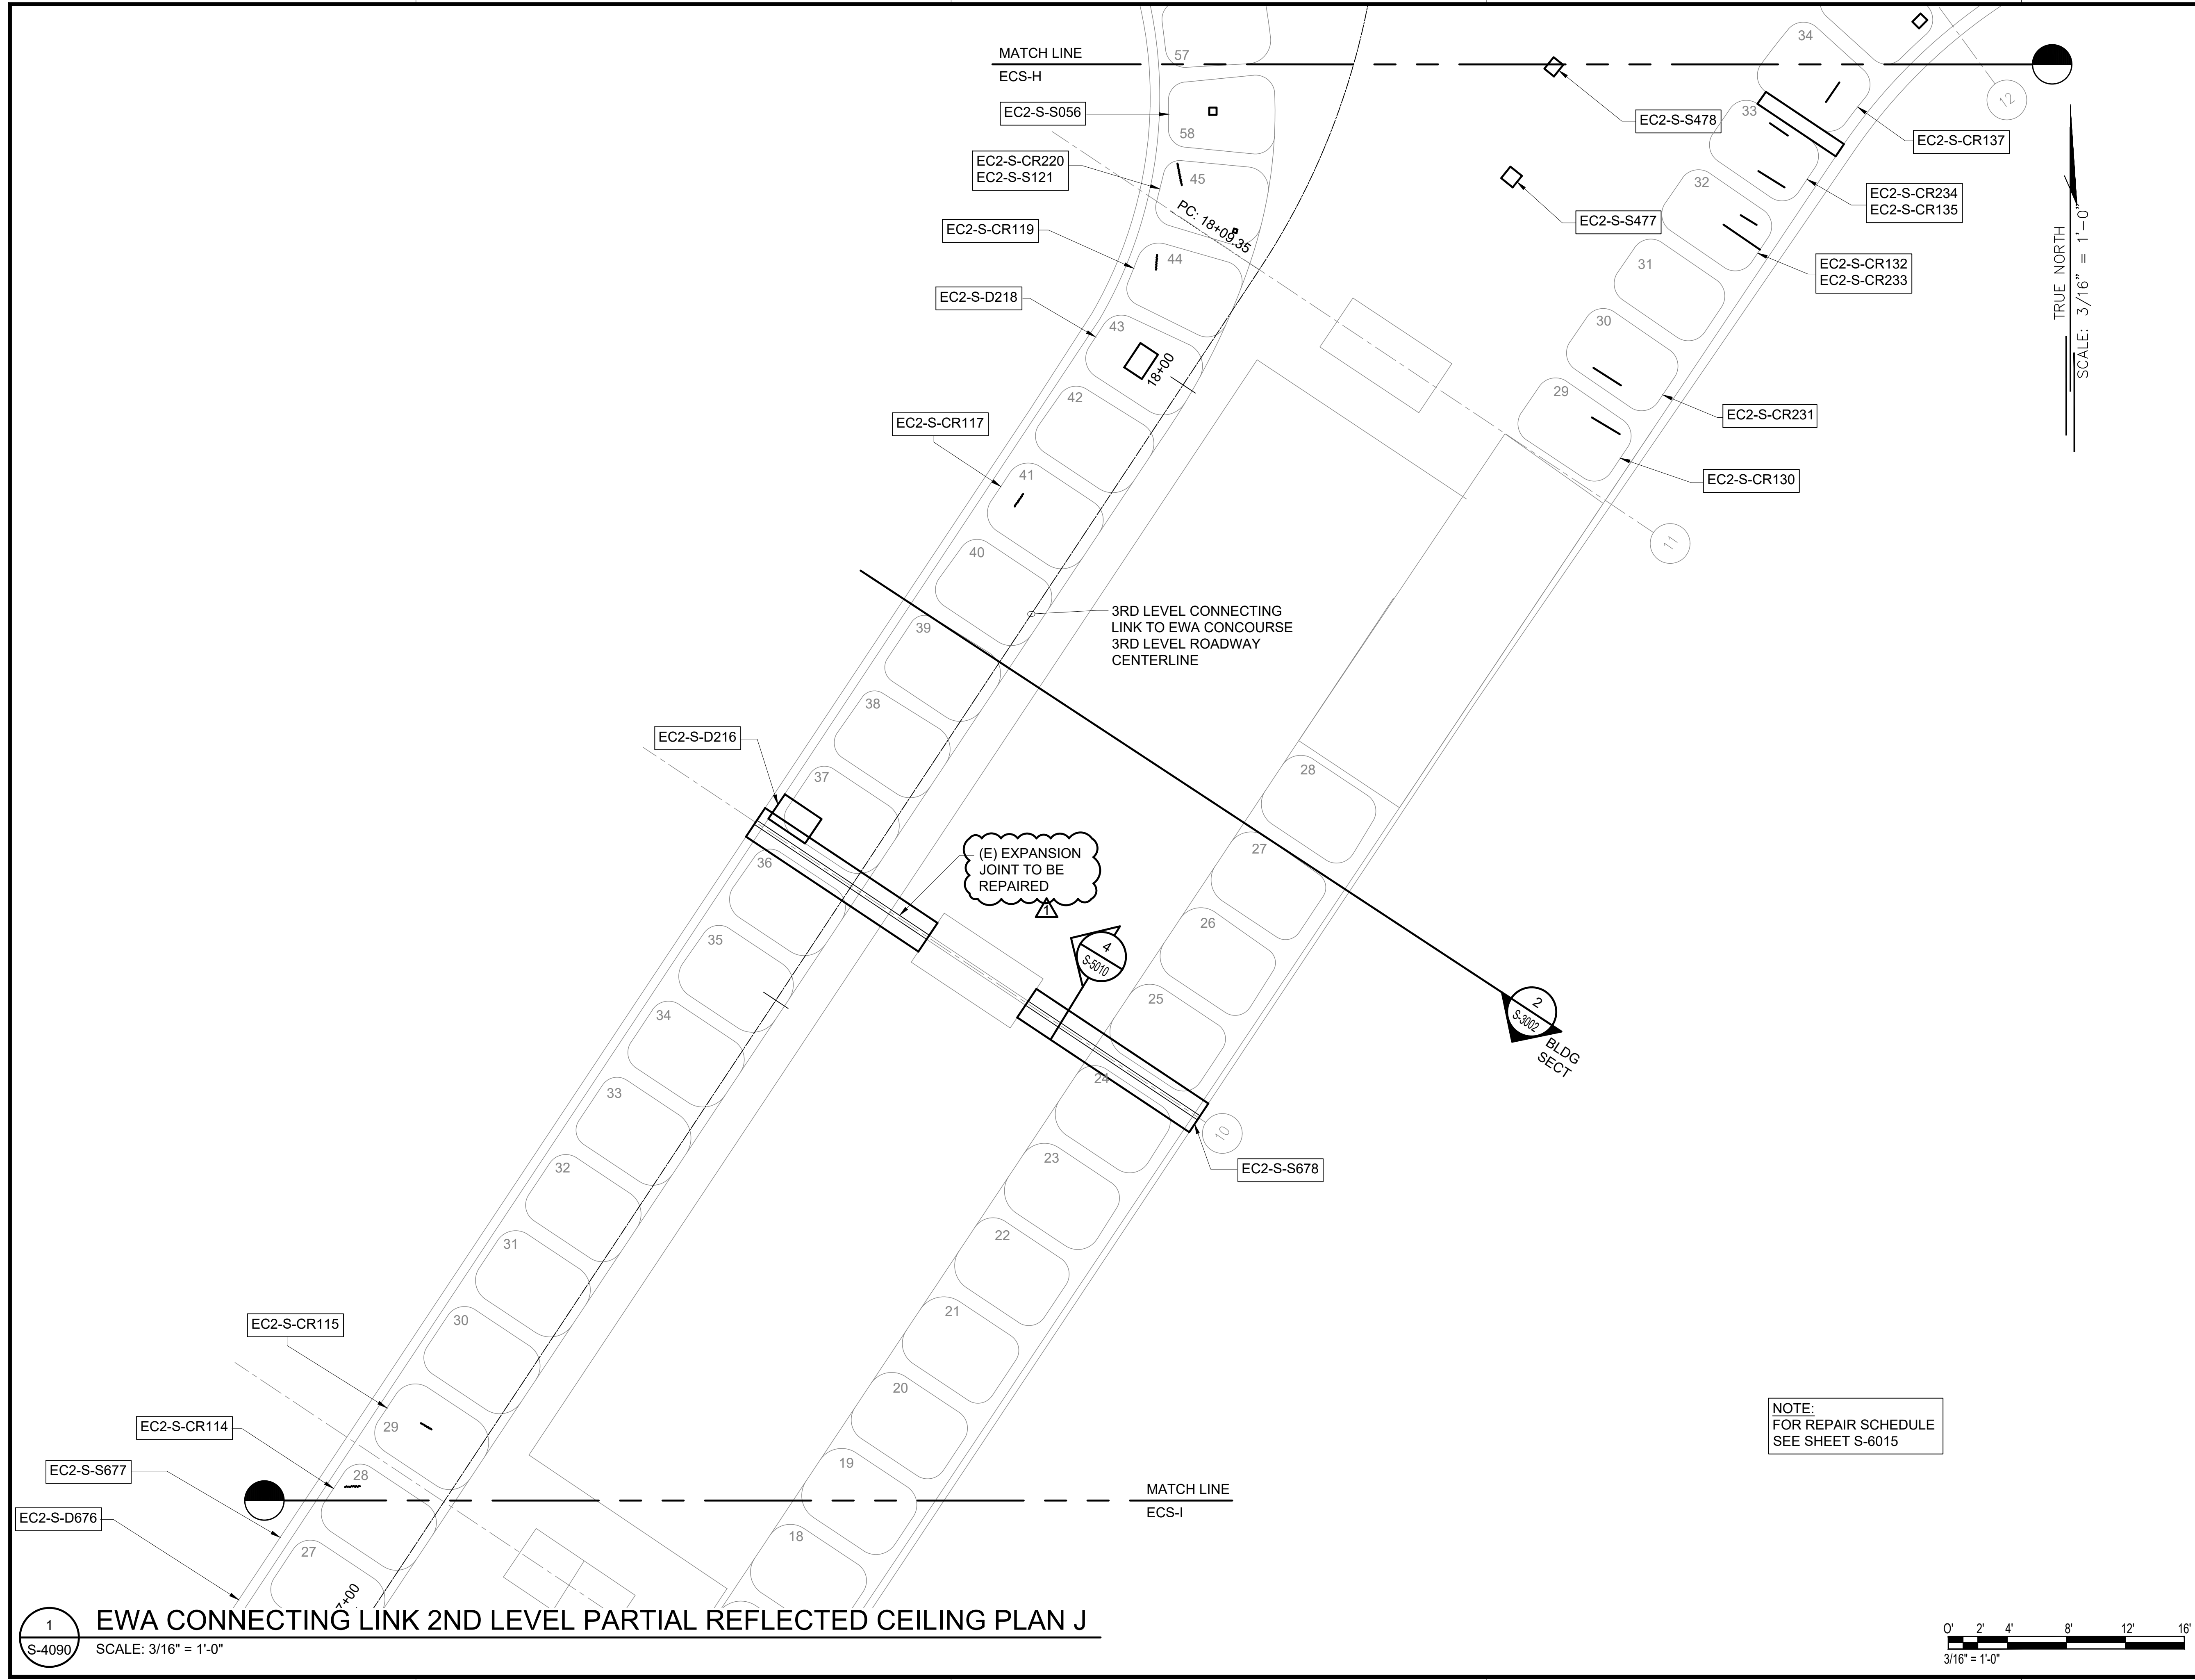 MATCH LINE
ECS-H
57
58
45
44
43
42
41
40
39
38
37
36
35
34
33
32
31
30
29
28
27
EC2-S-S056
EC2-S-CR220
EC2-S-S121
EC2-S-CR119
EC2-S-D218
EC2-S-CR117
PC: 18+09.35
18+00
EC2-S-S478
EC2-S-S477
34
33
32
31
30
29
12
11
EC2-S-CR137
EC2-S-CR234
EC2-S-CR135
EC2-S-CR132
EC2-S-CR233
EC2-S-CR231
EC2-S-CR130
TRUE NORTH
SCALE: 3/16" = 1'-0"
3RD LEVEL CONNECTING
LINK TO EWA CONCOURSE
3RD LEVEL ROADWAY
CENTERLINE
EC2-S-D216
(E) EXPANSION
JOINT TO BE
REPAIRED
1
4
S-5010
2
S-3002
BLDG
SECT
28
27
26
25
24
23
22
21
20
19
18
10
EC2-S-S678
EC2-S-CR115
EC2-S-CR114
EC2-S-S677
EC2-S-D676
MATCH LINE
ECS-I
NOTE:
FOR REPAIR SCHEDULE
SEE SHEET S-6015
1
S-4090
EWA CONNECTING LINK 2ND LEVEL PARTIAL REFLECTED CEILING PLAN J
SCALE: 3/16" = 1'-0"
0' 2' 4' 8' 12' 16'
3/16" = 1'-0"